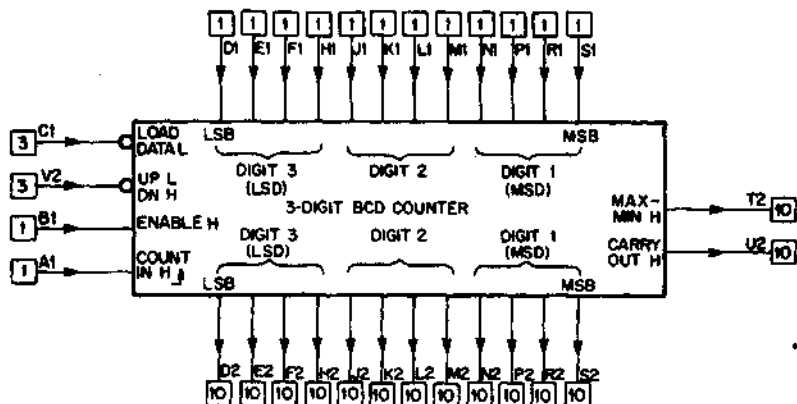 1 1 1 1 1 1 1 1 1 1 1 1
D1 E1 F1 H1 J1 K1 L1 M1 N1 P1 R1 S1
3 C1 LOAD DATA L
LSB MSB
DIGIT 3 (LSD) DIGIT 2 DIGIT 1 (MSD)
3 V2 UP L DN H
3-DIGIT BCD COUNTER
MAX-MIN H T2 10
1 B1 ENABLE H
DIGIT 3 (LSD) DIGIT 2 DIGIT 1 (MSD)
CARRY OUT H U2 10
1 A1 COUNT IN H
LSB MSB
D2 E2 F2 H2 J2 K2 L2 M2 N2 P2 R2 S2
10 10 10 10 10 10 10 10 10 10 10 10